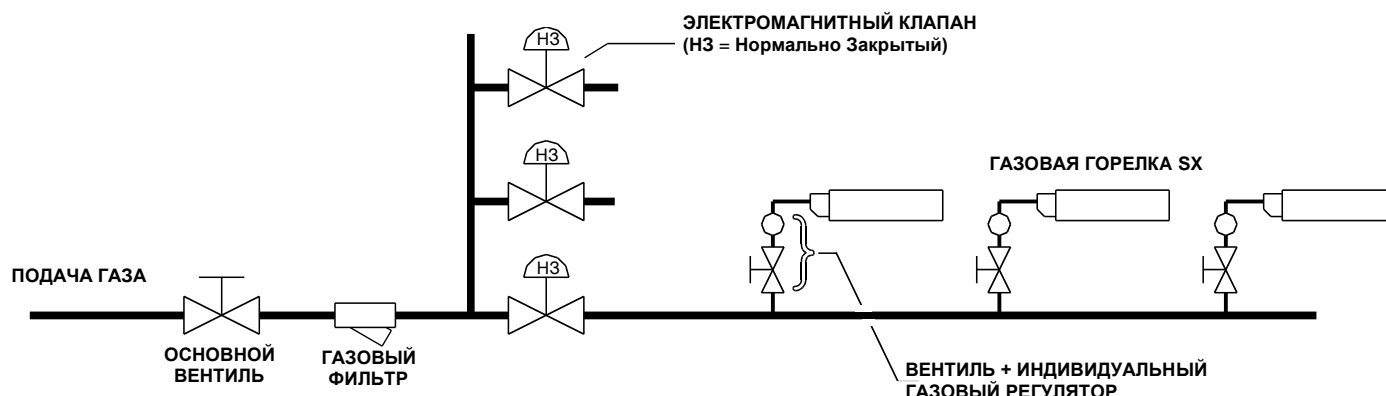 ЭЛЕКТРОМАГНИТНЫЙ КЛАПАН
(НЗ = Нормально Закрытый)
НЗ
НЗ
ГАЗОВАЯ ГОРЕЛКА SX
НЗ
ПОДАЧА ГАЗА
ОСНОВНОЙ
ВЕНТИЛЬ
ГАЗОВЫЙ
ФИЛЬТР
ВЕНТИЛЬ + ИНДИВИДУАЛЬНЫЙ
ГАЗОВЫЙ РЕГУЛЯТОР